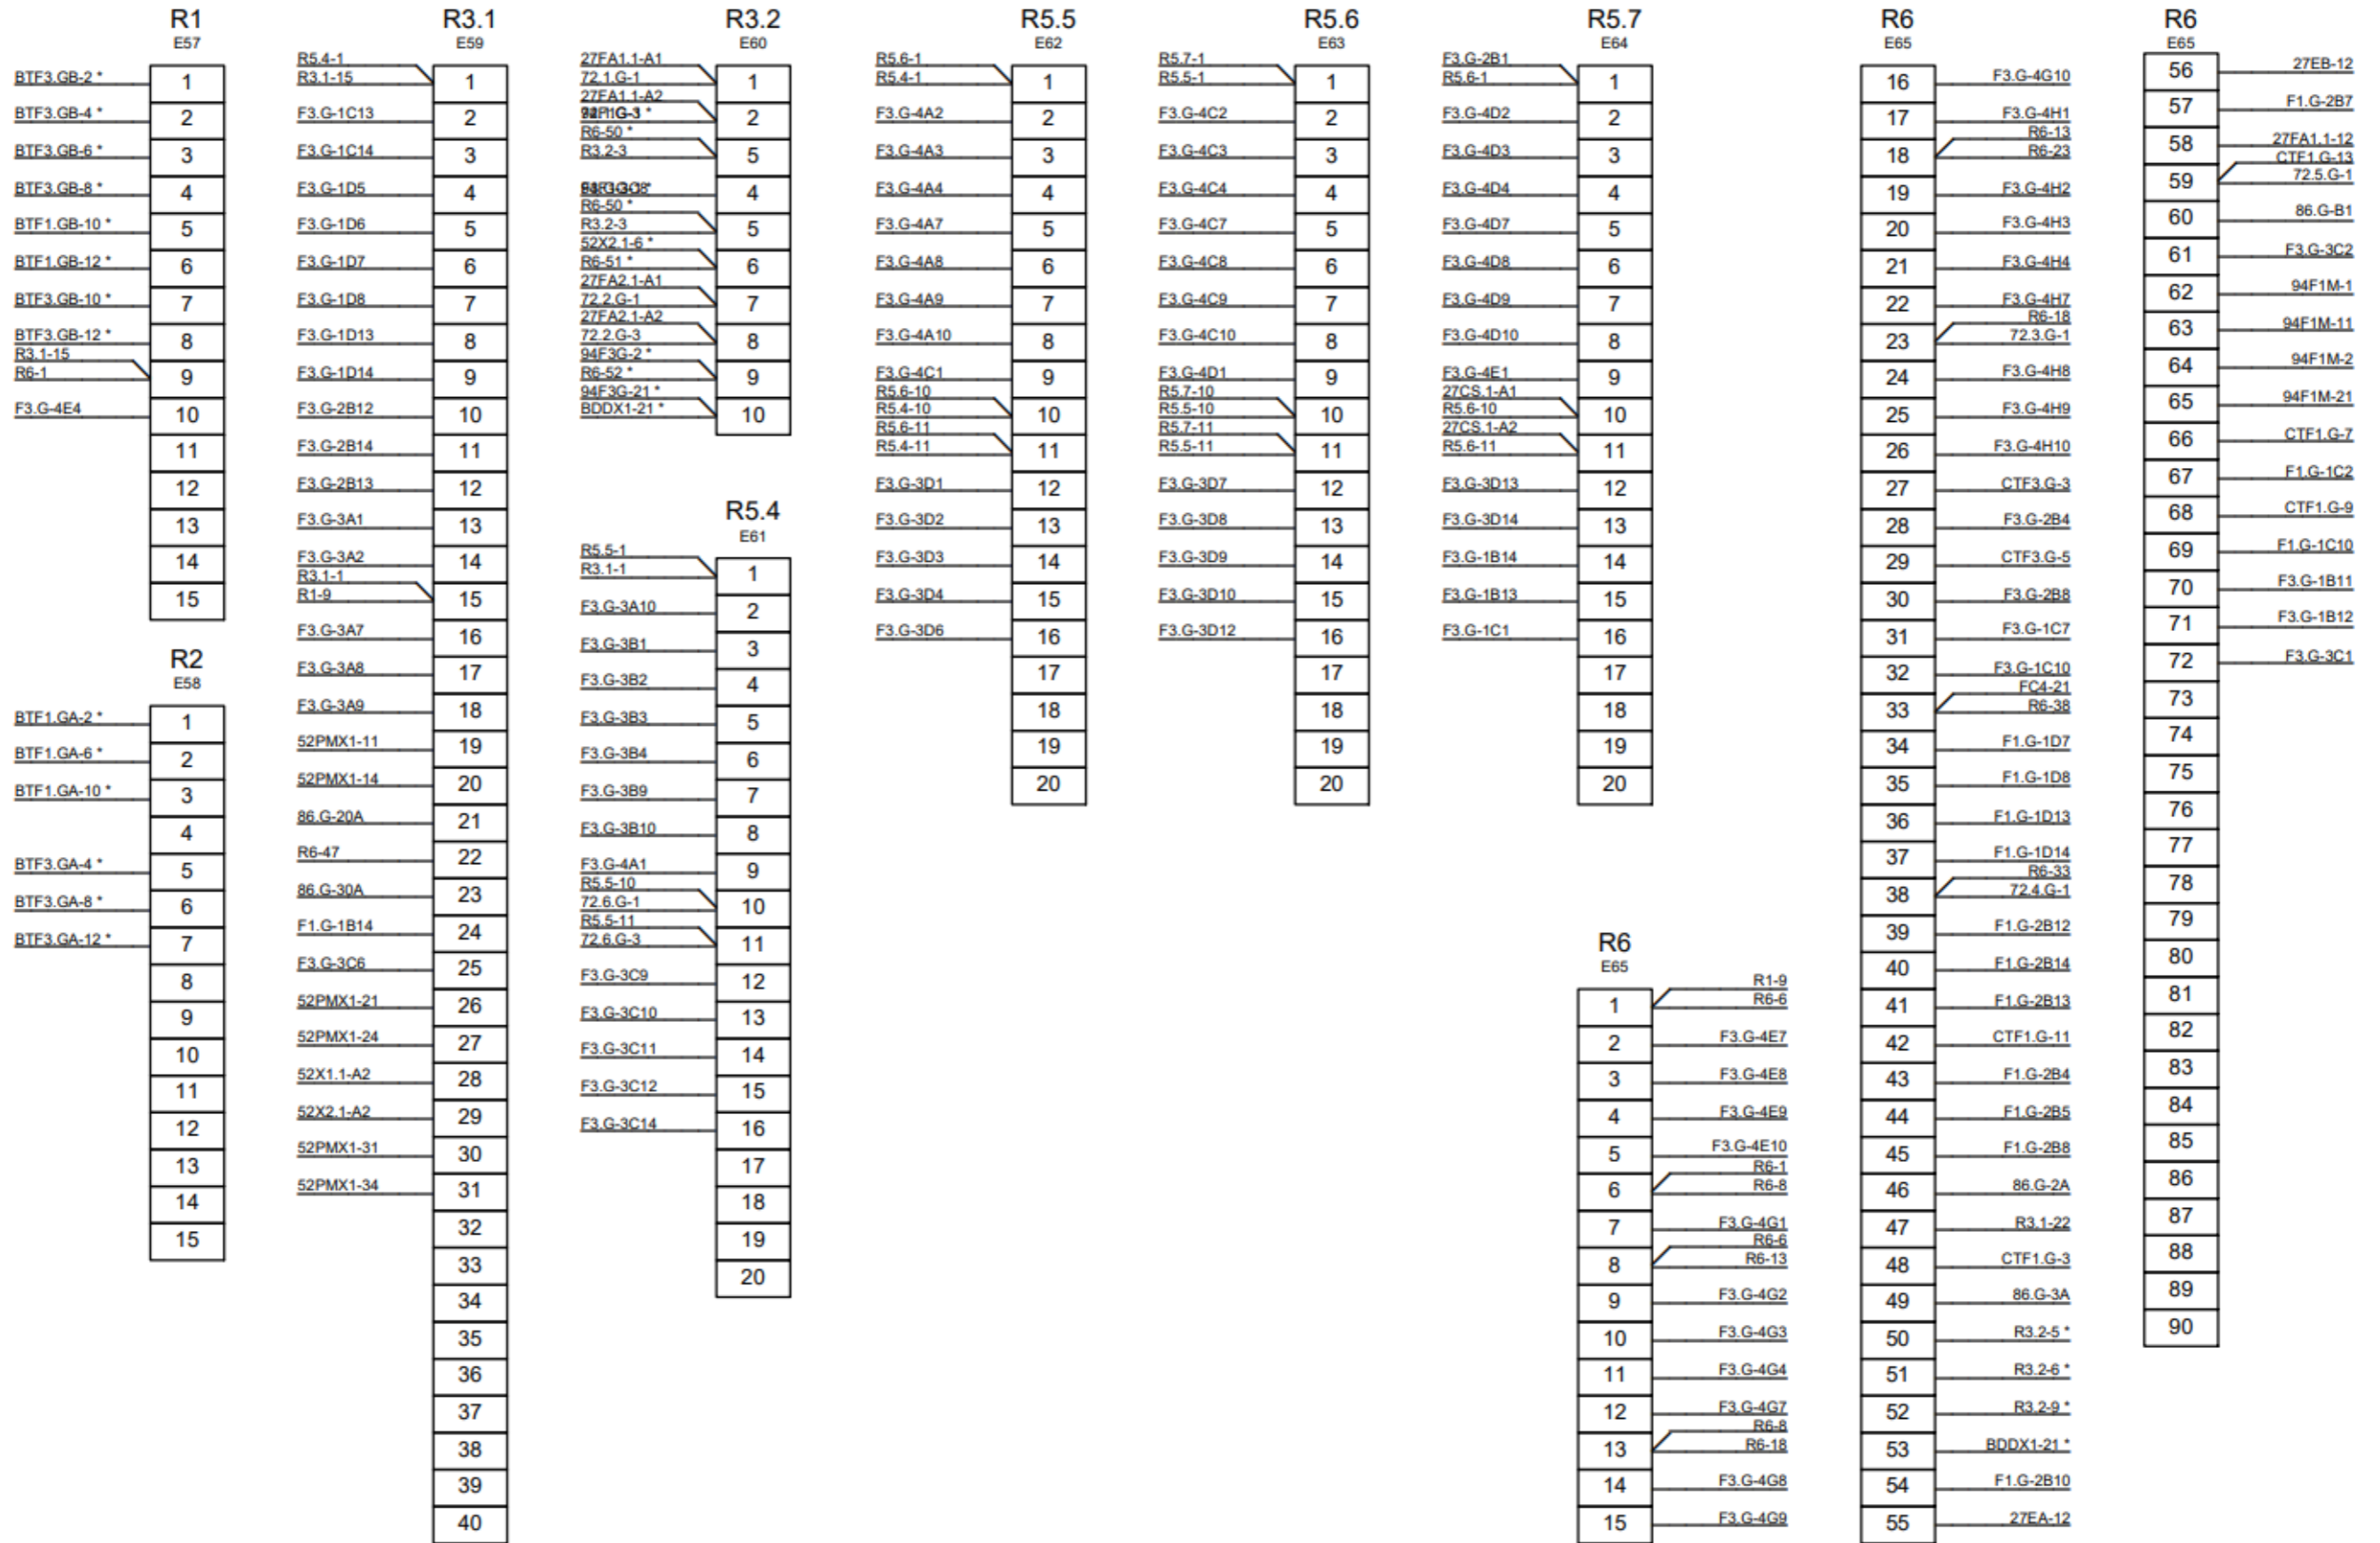 R1
E57
BTF3.GB-2 *
1
BTF3.GB-4 *
2
BTF3.GB-6 *
3
BTF3.GB-8 *
4
BTF1.GB-10 *
5
BTF1.GB-12 *
6
BTF3.GB-10 *
7
BTF3.GB-12 *
8
R3.1-15
R6-1
9
F3.G-4E4
10
11
12
13
14
15
R2
E58
BTF1.GA-2 *
1
BTF1.GA-6 *
2
BTF1.GA-10 *
3
4
BTF3.GA-4 *
5
BTF3.GA-8 *
6
BTF3.GA-12 *
7
8
9
10
11
12
13
14
15
R3.1
E59
R5.4-1
R3.1-15
1
F3.G-1C13
2
F3.G-1C14
3
F3.G-1D5
4
F3.G-1D6
5
F3.G-1D7
6
F3.G-1D8
7
F3.G-1D13
8
F3.G-1D14
9
F3.G-2B12
10
F3.G-2B14
11
F3.G-2B13
12
F3.G-3A1
13
F3.G-3A2
14
R3.1-1
R1-9
15
F3.G-3A7
16
F3.G-3A8
17
F3.G-3A9
18
52PMX1-11
19
52PMX1-14
20
86.G-20A
21
R6-47
22
86.G-30A
23
F1.G-1B14
24
F3.G-3C6
25
52PMX1-21
26
52PMX1-24
27
52X1.1-A2
28
52X2.1-A2
29
52PMX1-31
30
52PMX1-34
31
32
33
34
35
36
37
38
39
40
R3.2
E60
27FA1.1-A1
72.1.G-1
1
27FA1.1-A2
2
R6-50 *
R3.2-3
5
4
R6-50 *
R3.2-3
5
52X2.1-6 *
R6-51 *
6
27FA2.1-A1
72.2.G-1
7
27FA2.1-A2
72.2.G-3
8
94F3G-2 *
R6-52 *
9
94F3G-21 *
BDDX1-21 *
10
R5.4
E61
R5.5-1
R3.1-1
1
F3.G-3A10
2
F3.G-3B1
3
F3.G-3B2
4
F3.G-3B3
5
F3.G-3B4
6
F3.G-3B9
7
F3.G-3B10
8
F3.G-4A1
9
R5.5-10
72.6.G-1
10
R5.5-11
72.6.G-3
11
F3.G-3C9
12
F3.G-3C10
13
F3.G-3C11
14
F3.G-3C12
15
F3.G-3C14
16
17
18
19
20
R5.5
E62
R5.6-1
R5.4-1
1
F3.G-4A2
2
F3.G-4A3
3
F3.G-4A4
4
F3.G-4A7
5
F3.G-4A8
6
F3.G-4A9
7
F3.G-4A10
8
F3.G-4C1
9
R5.6-10
R5.4-10
10
R5.6-11
R5.4-11
11
F3.G-3D1
12
F3.G-3D2
13
F3.G-3D3
14
F3.G-3D4
15
F3.G-3D6
16
17
18
19
20
R5.6
E63
R5.7-1
R5.5-1
1
F3.G-4C2
2
F3.G-4C3
3
F3.G-4C4
4
F3.G-4C7
5
F3.G-4C8
6
F3.G-4C9
7
F3.G-4C10
8
F3.G-4D1
9
R5.7-10
R5.5-10
10
R5.7-11
R5.5-11
11
F3.G-3D7
12
F3.G-3D8
13
F3.G-3D9
14
F3.G-3D10
15
F3.G-3D12
16
17
18
19
20
R5.7
E64
F3.G-2B1
R5.6-1
1
F3.G-4D2
2
F3.G-4D3
3
F3.G-4D4
4
F3.G-4D7
5
F3.G-4D8
6
F3.G-4D9
7
F3.G-4D10
8
F3.G-4E1
9
27CS.1-A1
R5.6-10
10
27CS.1-A2
R5.6-11
11
F3.G-3D13
12
F3.G-3D14
13
F3.G-1B14
14
F3.G-1B13
15
F3.G-1C1
16
17
18
19
20
R6
E65
1
R1-9
R6-6
2
F3.G-4E7
3
F3.G-4E8
4
F3.G-4E9
5
F3.G-4E10
6
R6-1
R6-8
7
F3.G-4G1
8
R6-6
R6-13
9
F3.G-4G2
10
F3.G-4G3
11
F3.G-4G4
12
F3.G-4G7
13
R6-8
R6-18
14
F3.G-4G8
15
F3.G-4G9
R6
E65
16
F3.G-4G10
17
F3.G-4H1
18
R6-13
R6-23
19
F3.G-4H2
20
F3.G-4H3
21
F3.G-4H4
22
F3.G-4H7
23
R6-18
72.3.G-1
24
F3.G-4H8
25
F3.G-4H9
26
F3.G-4H10
27
CTF3.G-3
28
F3.G-2B4
29
CTF3.G-5
30
F3.G-2B8
31
F3.G-1C7
32
F3.G-1C10
33
FC4-21
R6-38
34
F1.G-1D7
35
F1.G-1D8
36
F1.G-1D13
37
F1.G-1D14
38
R6-33
72.4.G-1
39
F1.G-2B12
40
F1.G-2B14
41
F1.G-2B13
42
CTF1.G-11
43
F1.G-2B4
44
F1.G-2B5
45
F1.G-2B8
46
86.G-2A
47
R3.1-22
48
CTF1.G-3
49
86.G-3A
50
R3.2-5 *
51
R3.2-6 *
52
R3.2-9 *
53
BDDX1-21 *
54
F1.G-2B10
55
27EA-12
R6
E65
56
27EB-12
57
F1.G-2B7
58
27FA1.1-12
59
CTF1.G-13
72.5.G-1
60
86.G-B1
61
F3.G-3C2
62
94F1M-1
63
94F1M-11
64
94F1M-2
65
94F1M-21
66
CTF1.G-7
67
F1.G-1C2
68
CTF1.G-9
69
F1.G-1C10
70
F3.G-1B11
71
F3.G-1B12
72
F3.G-3C1
73
74
75
76
77
78
79
80
81
82
83
84
85
86
87
88
89
90